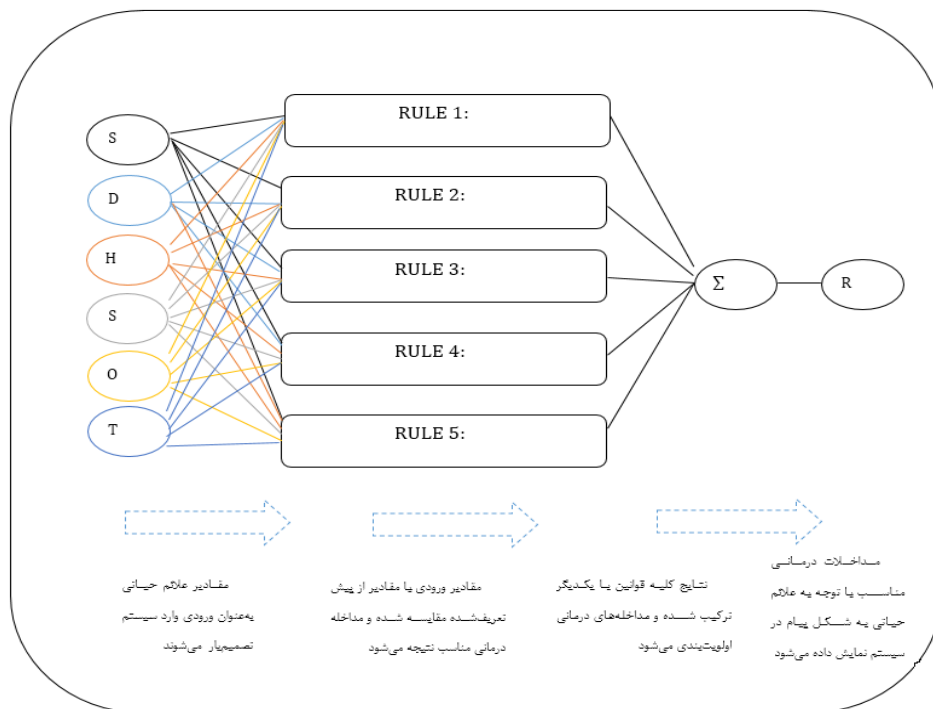 S
D
H
S
O
T
RULE 1:
RULE 2:
RULE 3:
RULE 4:
RULE 5:
Σ
R
مقادیر علائم حیاتی
به‌عنوان ورودی وارد سیستم
تصمیم‌یار می‌شوند
مقادیر ورودی با مقادیر از پیش
تعریف‌شده مقایسه شده و مداخله
درمانی مناسب نتیجه می‌شود
نتایج کلیه قوانین با یکدیگر
ترکیب شده و مداخله‌های درمانی
اولویت‌بندی می‌شود
مداخلات درمانی
مناسب با توجه به علائم
حیاتی به شکل پیام در
سیستم نمایش داده می‌شود